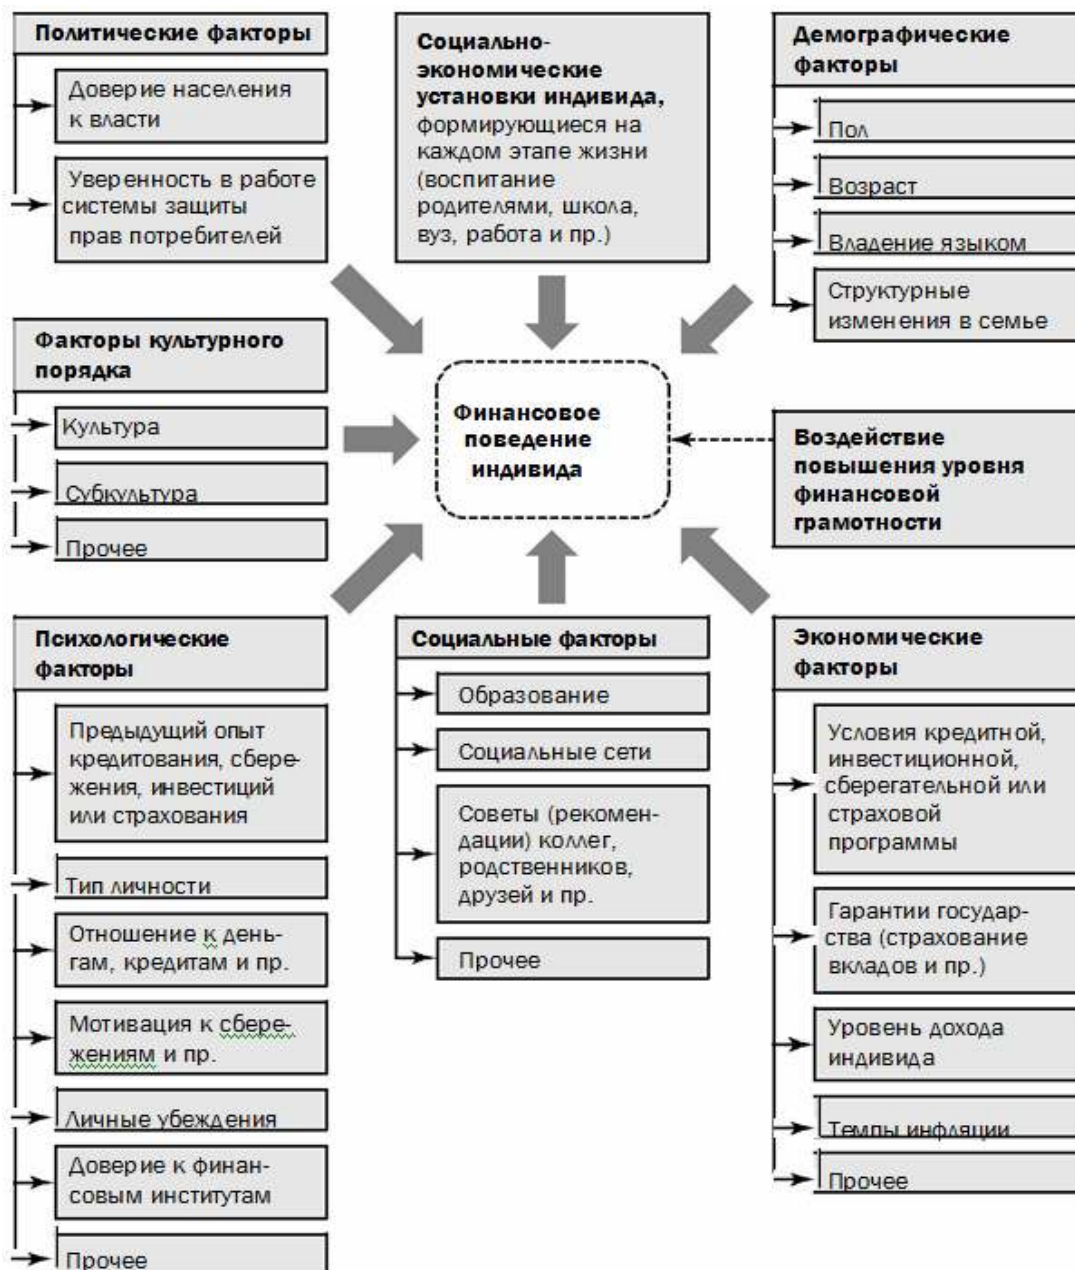 Политические факторы
Доверие населения
к власти
Уверенность в работе
системы защиты
прав потребителей
Социально-
экономические
установки индивида,
формирующиеся на
каждом этапе жизни
(воспитание
родителями, школа,
вуз, работа и пр.)
Демографические
факторы
Пол
Возраст
Владение языком
Структурные
изменения в семье
Факторы культурного
порядка
Культура
Субкультура
Прочее
Финансовое
поведение
индивида
Воздействие
повышения уровня
финансовой
грамотности
Психологические
факторы
Предыдущий опыт
кредитования, сбере-
жения, инвестиций
или страхования
Тип личности
Отношение к день-
гам, кредитам и пр.
Мотивация к сбере-
жениям и пр.
Личные убеждения
Доверие к финан-
совым институтам
Прочее
Социальные факторы
Образование
Социальные сети
Советы (рекомен-
дации) коллег,
родственников,
друзей и пр.
Прочее
Экономические
факторы
Условия кредитной,
инвестиционной,
сберегательной или
страховой
программы
Гарантии государ-
ства (страхование
вкладов и пр.)
Уровень дохода
индивида
Темпы инфляции
Прочее